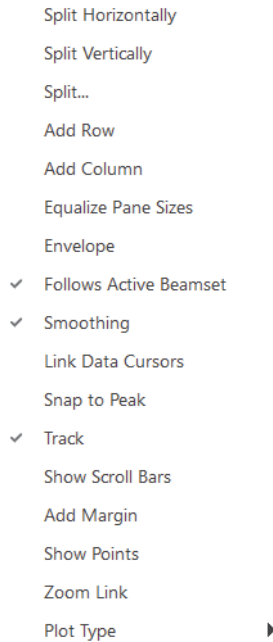 Split Horizontally
Split Vertically
Split...
Add Row
Add Column
Equalize Pane Sizes
Envelope
Follows Active Beamset
Smoothing
Link Data Cursors
Snap to Peak
Track
Show Scroll Bars
Add Margin
Show Points
Zoom Link
Plot Type